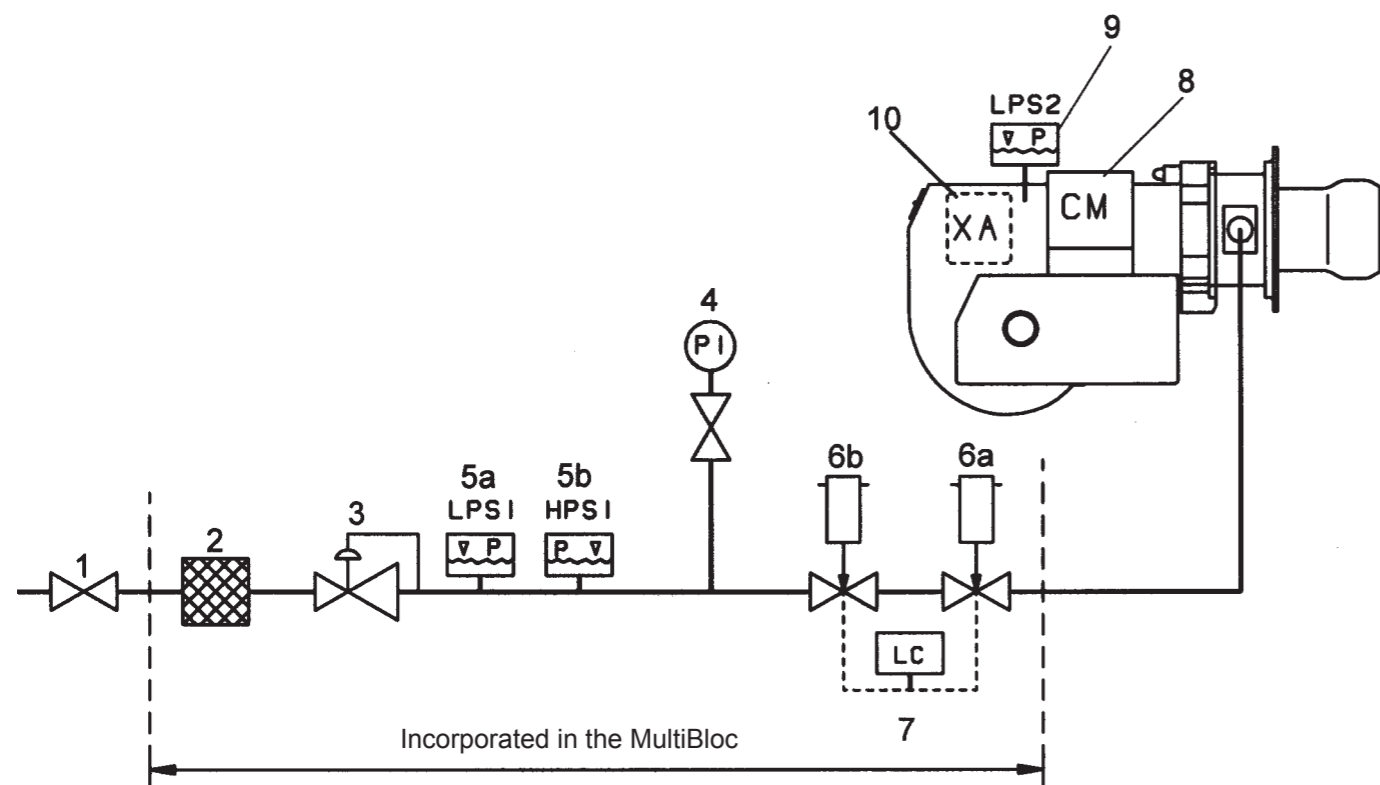 9
8
LPS2
10
▽ P
CM
XA
4
PI
6b
6a
5a
5b
LPS1
HPS1
3
▽ P
P ▽
2
1
LC
7
Incorporated in the MultiBloc